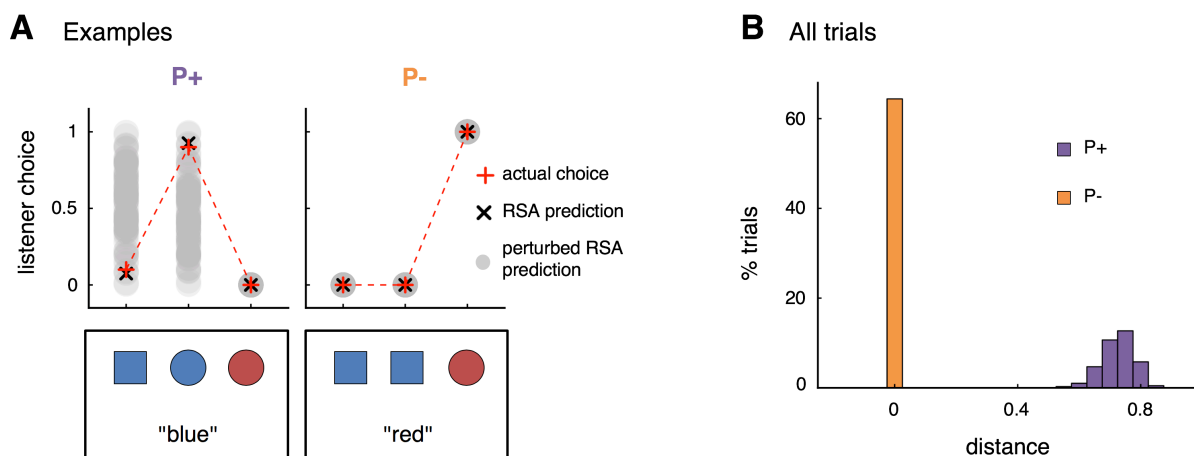 A Examples
P+
P-
listener choice
1
0.5
0
actual choice
RSA prediction
perturbed RSA
prediction
"blue"
"red"
B All trials
% trials
60
40
20
0
P+
P-
0 0.4 0.8
distance